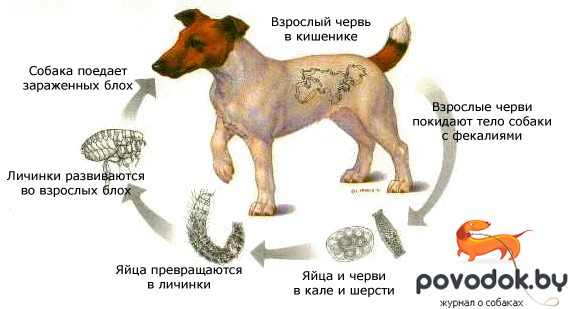 Взрослый червь
в кишенике
Собака поедает
зараженных блох
Взрослые черви
покидают тело собаки
с фекалиями
Личинки развиваются
во взрослых блох
Яйца превращаются
в личинки
Яйца и черви
в кале и шерсти
povodok.by
журнал о собаках